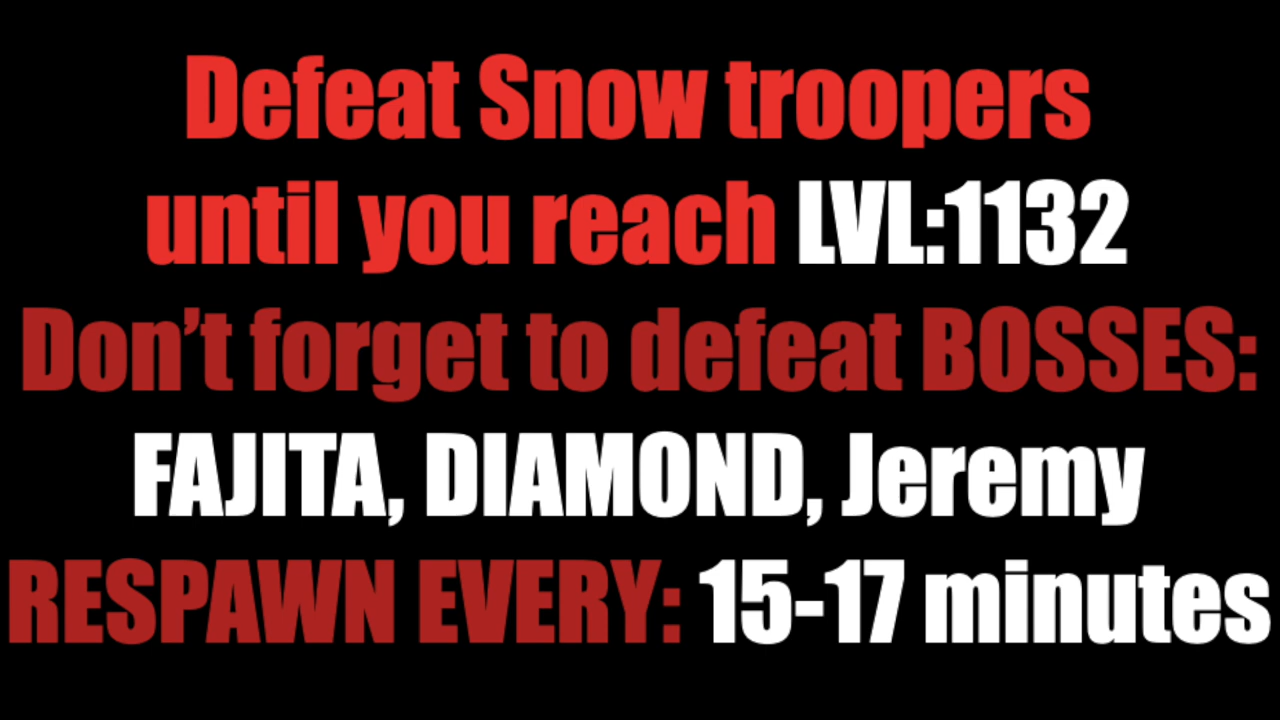 Defeat Snow troopers
until you reach LVL:1132
Don’t forget to defeat BOSSES:
FAJITA, DIAMOND, Jeremy
RESPAWN EVERY: 15-17 minutes